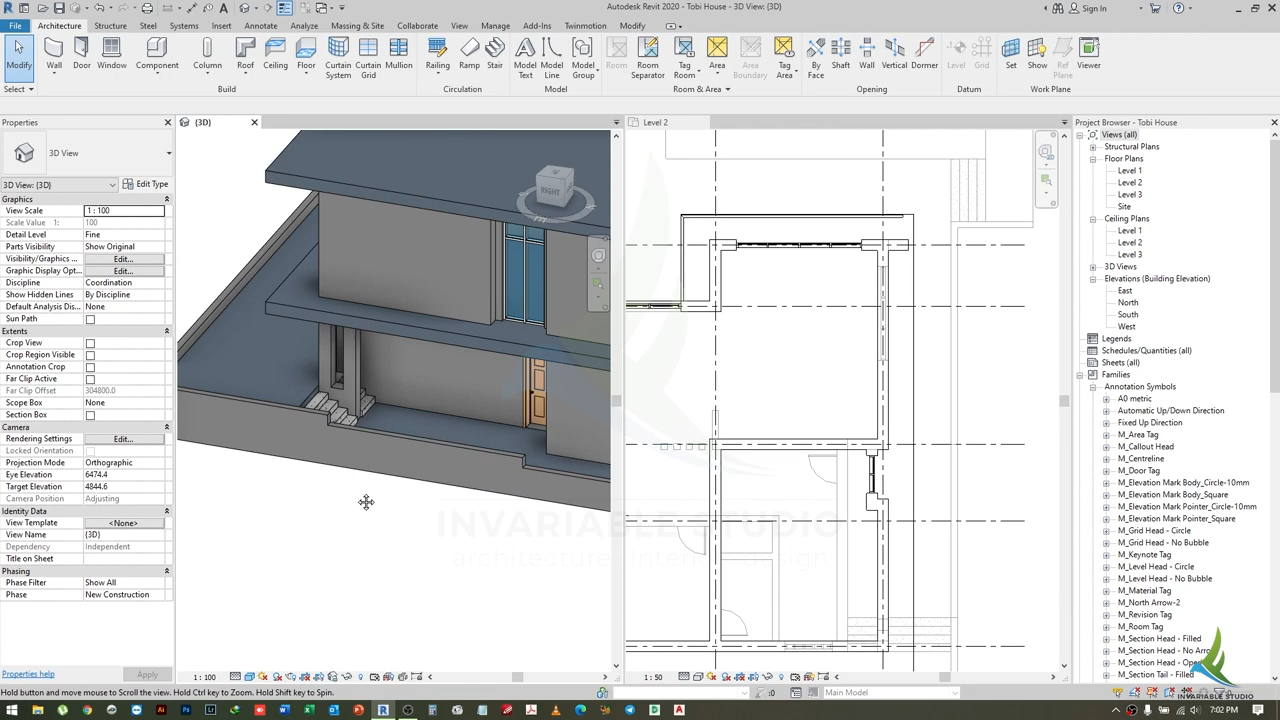 Autodesk Revit 2020 - Tobi House - 3D View: {3D}
Sign In
File Architecture Structure Steel Systems Insert Annotate Analyze Massing & Site Collaborate View Manage Add-Ins Twinmotion Modify
Modify Wall Door Window Component Column Roof Ceiling Floor Curtain System Curtain Grid Mullion Railing Ramp Stair Model Text Model Line Model Group Room Room Separator Tag Room Area Area Boundary Tag Area By Face Shaft Wall Vertical Dormer Level Grid Set Show Ref Plane Viewer
Select Build Circulation Model Room & Area Opening Datum Work Plane
Properties
{3D}
Level 2
Project Browser - Tobi House
3D View
3D View: {3D}
Edit Type
Graphics
View Scale 1 : 100
Scale Value 1: 100
Detail Level Fine
Parts Visibility Show Original
Visibility/Graphics ... Edit...
Graphic Display Opt... Edit...
Discipline Coordination
Show Hidden Lines By Discipline
Default Analysis Dis... None
Sun Path
Extents
Crop View
Crop Region Visible
Annotation Crop
Far Clip Active
Far Clip Offset 304800.0
Scope Box None
Section Box
Camera
Rendering Settings Edit...
Locked Orientation
Projection Mode Orthographic
Eye Elevation 6474.4
Target Elevation 4844.6
Camera Position Adjusting
Identity Data
View Template <None>
View Name {3D}
Dependency Independent
Title on Sheet
Phasing
Phase Filter Show All
Phase New Construction
Properties help
Apply
RIGHT
INVARIABLE STUDIO
architecture|interior design
Views (all)
Structural Plans
Floor Plans
Level 1
Level 2
Level 3
Site
Ceiling Plans
Level 1
Level 2
Level 3
3D Views
Elevations (Building Elevation)
East
North
South
West
Legends
Schedules/Quantities (all)
Sheets (all)
Families
Annotation Symbols
A0 metric
Automatic Up/Down Direction
Fixed Up Direction
M_Area Tag
M_Callout Head
M_Centreline
M_Door Tag
M_Elevation Mark Body_Circle-10mm
M_Elevation Mark Body_Square
M_Elevation Mark Pointer_Circle-10mm
M_Elevation Mark Pointer_Square
M_Grid Head - Circle
M_Grid Head - No Bubble
M_Keynote Tag
M_Level Head - Circle
M_Level Head - No Bubble
M_Material Tag
M_North Arrow-2
M_Revision Tag
M_Room Tag
M_Section Head - Filled
M_Section Head - No Arro
M_Section Head - Open
M_Section Tail - Filled
1 : 100
1 : 50
Hold button and move mouse to Scroll the view. Hold Ctrl key to Zoom. Hold Shift key to Spin.
:0
Main Model
INVARIABLE STUDIO
7:02 PM